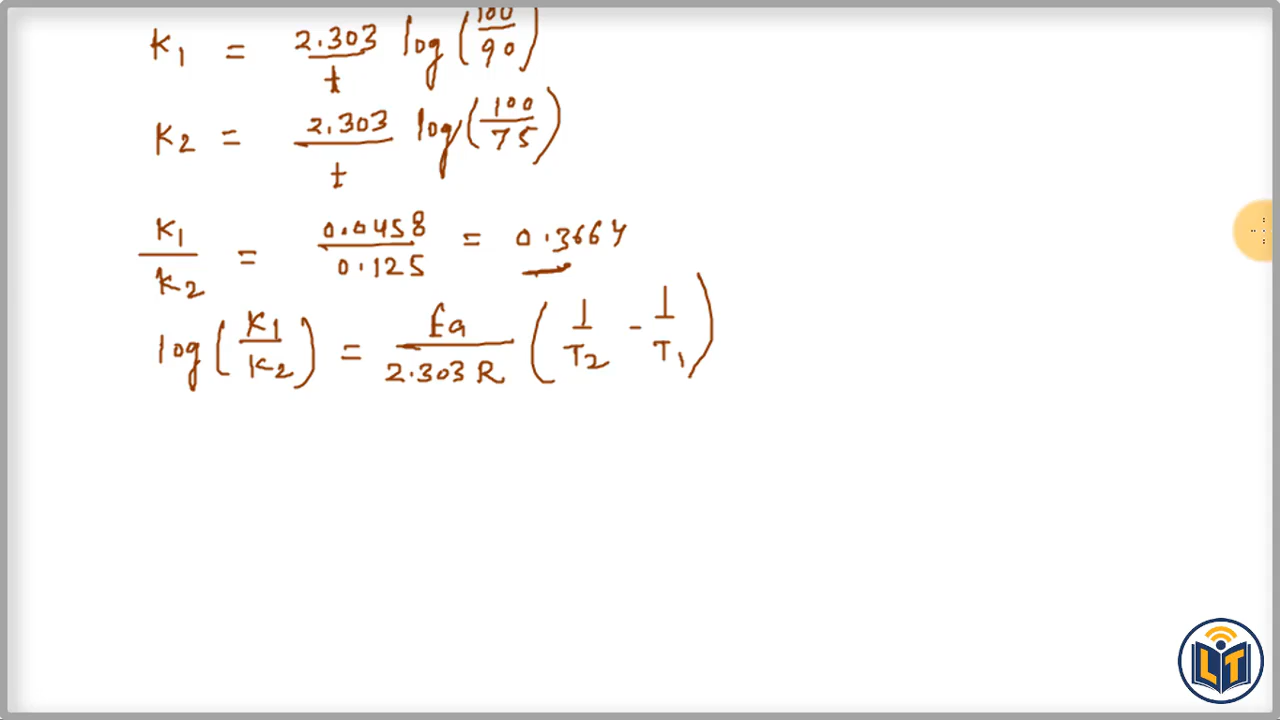 K1 = 2.303/t log(100/90)
K2 = 2.303/t log(100/75)
K1/K2 = 0.0458/0.125 = 0.3664
log(K1/K2) = Ea/2.303 R (1/T2 - 1/T1)
LT